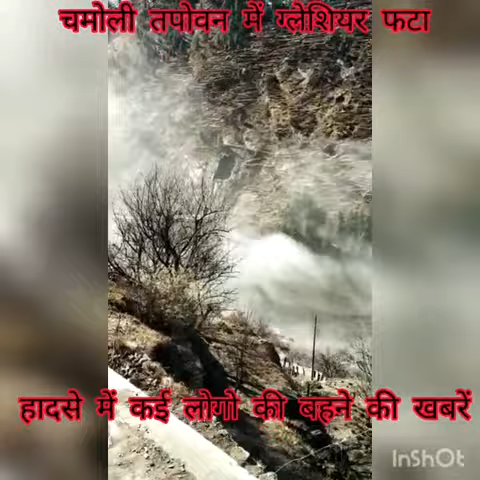 चमोली तपोवन में ग्लेशियर फटा
हादसे में कई लोगो की बहने की खबरें
InShOt